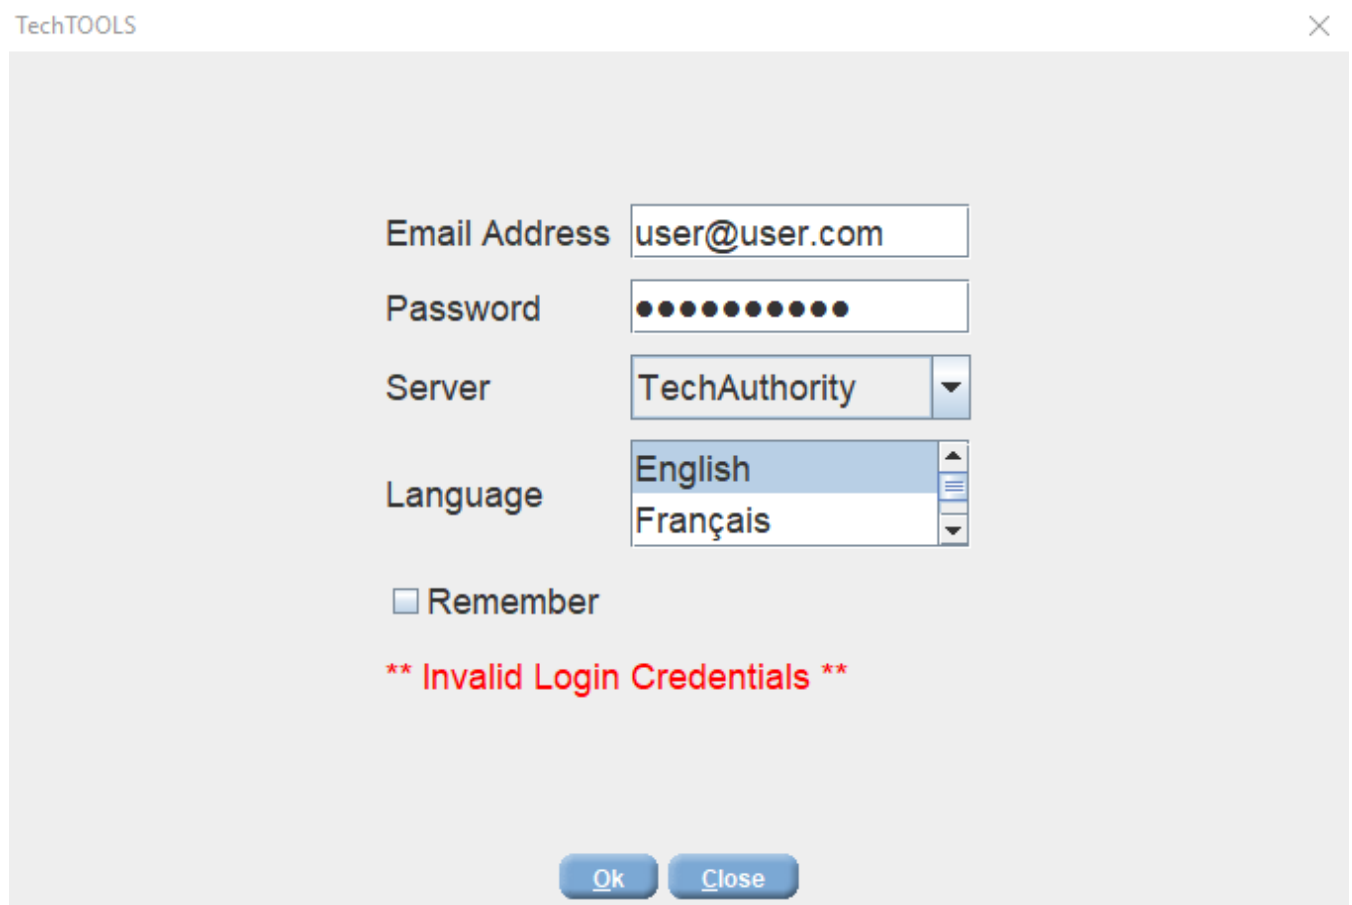 TechTOOLS
Email Address user@user.com
Password ●●●●●●●●●●
Server TechAuthority
Language English
Français
Remember
** Invalid Login Credentials **
Ok Close